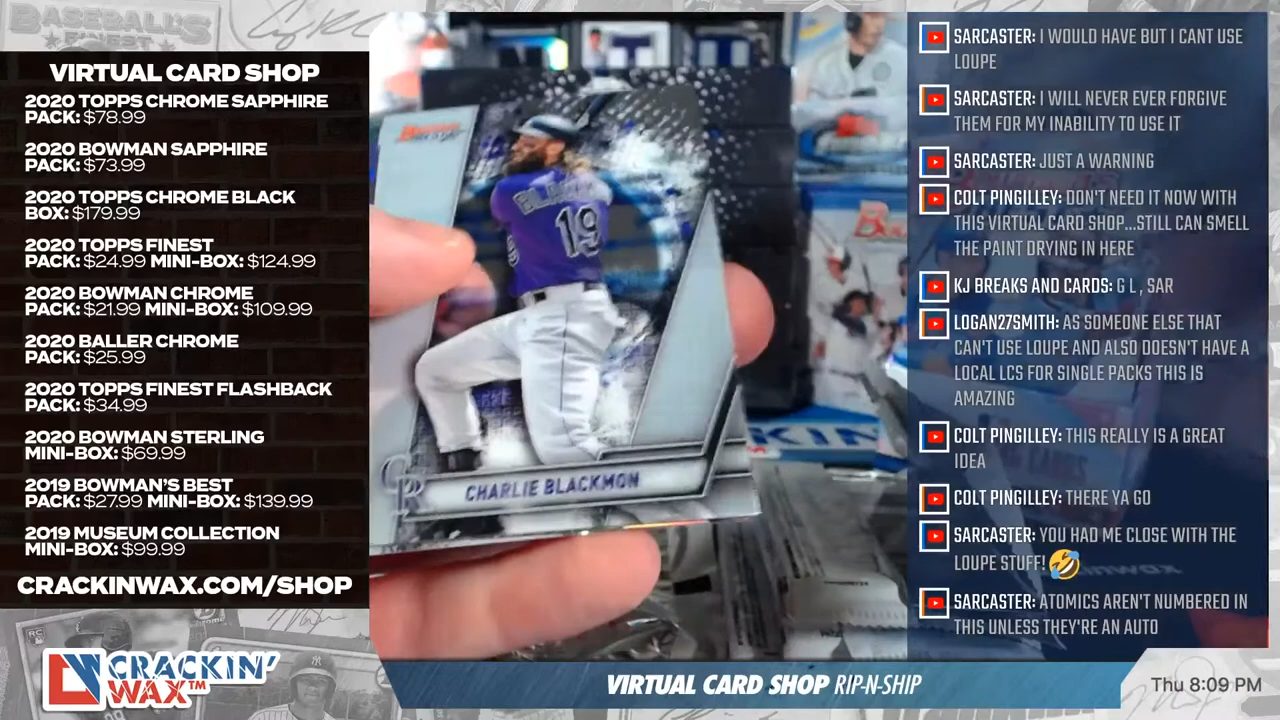 BASEBALL'S
FINEST
VIRTUAL CARD SHOP
2020 TOPPS CHROME SAPPHIRE
PACK: $78.99
2020 BOWMAN SAPPHIRE
PACK: $73.99
2020 TOPPS CHROME BLACK
BOX: $179.99
2020 TOPPS FINEST
PACK: $24.99 MINI-BOX: $124.99
2020 BOWMAN CHROME
PACK: $21.99 MINI-BOX: $109.99
2020 BALLER CHROME
PACK: $25.99
2020 TOPPS FINEST FLASHBACK
PACK: $34.99
2020 BOWMAN STERLING
MINI-BOX: $69.99
2019 BOWMAN'S BEST
PACK: $27.99 MINI-BOX: $139.99
2019 MUSEUM COLLECTION
MINI-BOX: $99.99
CRACKINWAX.COM/SHOP
RC
CRACKIN'
WAX™
19
CHARLIE BLACKMON
SARCASTER: I WOULD HAVE BUT I CANT USE
LOUPE
SARCASTER: I WILL NEVER EVER FORGIVE
THEM FOR MY INABILITY TO USE IT
SARCASTER: JUST A WARNING
COLT PINGILLEY: DON'T NEED IT NOW WITH
THIS VIRTUAL CARD SHOP...STILL CAN SMELL
THE PAINT DRYING IN HERE
KJ BREAKS AND CARDS: G L , SAR
LOGAN27SMITH: AS SOMEONE ELSE THAT
CAN'T USE LOUPE AND ALSO DOESN'T HAVE A
LOCAL LCS FOR SINGLE PACKS THIS IS
AMAZING
COLT PINGILLEY: THIS REALLY IS A GREAT
IDEA
COLT PINGILLEY: THERE YA GO
SARCASTER: YOU HAD ME CLOSE WITH THE
LOUPE STUFF!🤣
SARCASTER: ATOMICS AREN'T NUMBERED IN
THIS UNLESS THEY'RE AN AUTO
VIRTUAL CARD SHOP RIP-N-SHIP
Thu 8:09 PM